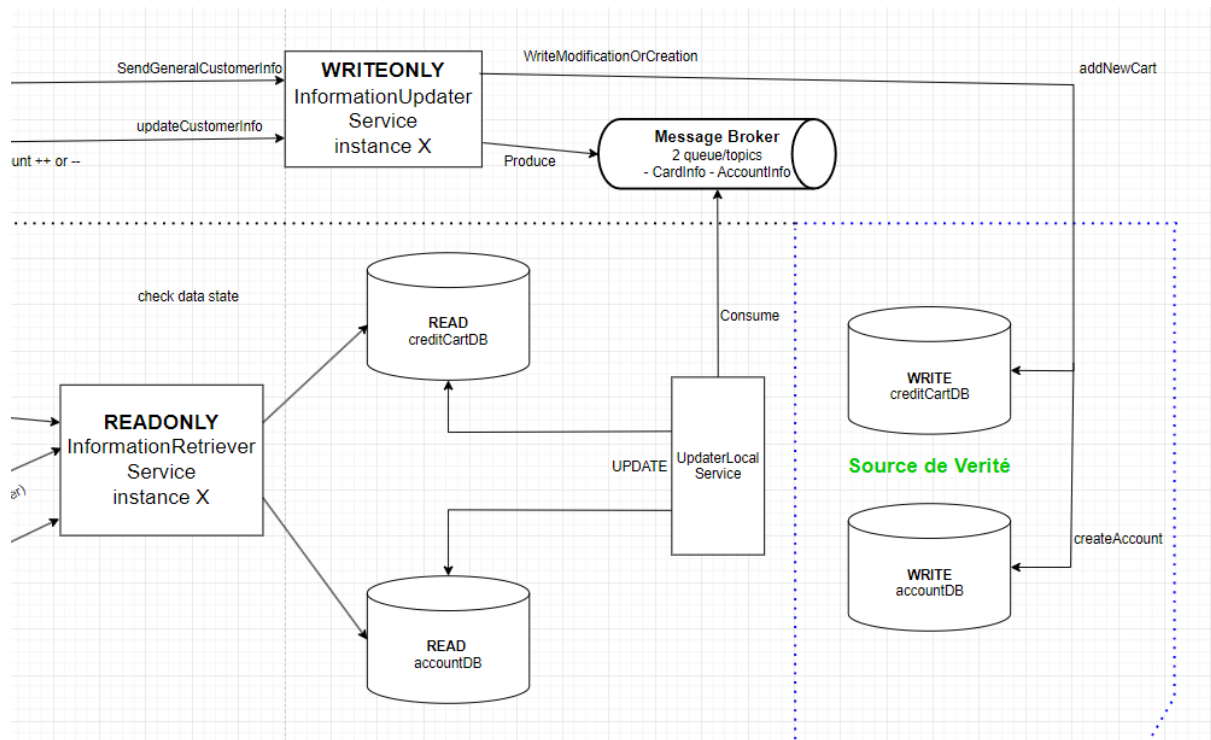 SendGeneralCustomerInfo
updateCustomerInfo
unt ++ or --
WRITEONLY
InformationUpdater
Service
instance X
WriteModificationOrCreation
addNewCart
Produce
Message Broker
2 queue/topics
- CardInfo - AccountInfo
check data state
READ
creditCartDB
Consume
WRITE
creditCartDB
READONLY
InformationRetriever
Service
instance X
er)
UPDATE
UpdaterLocal
Service
Source de Verité
createAccount
WRITE
accountDB
READ
accountDB